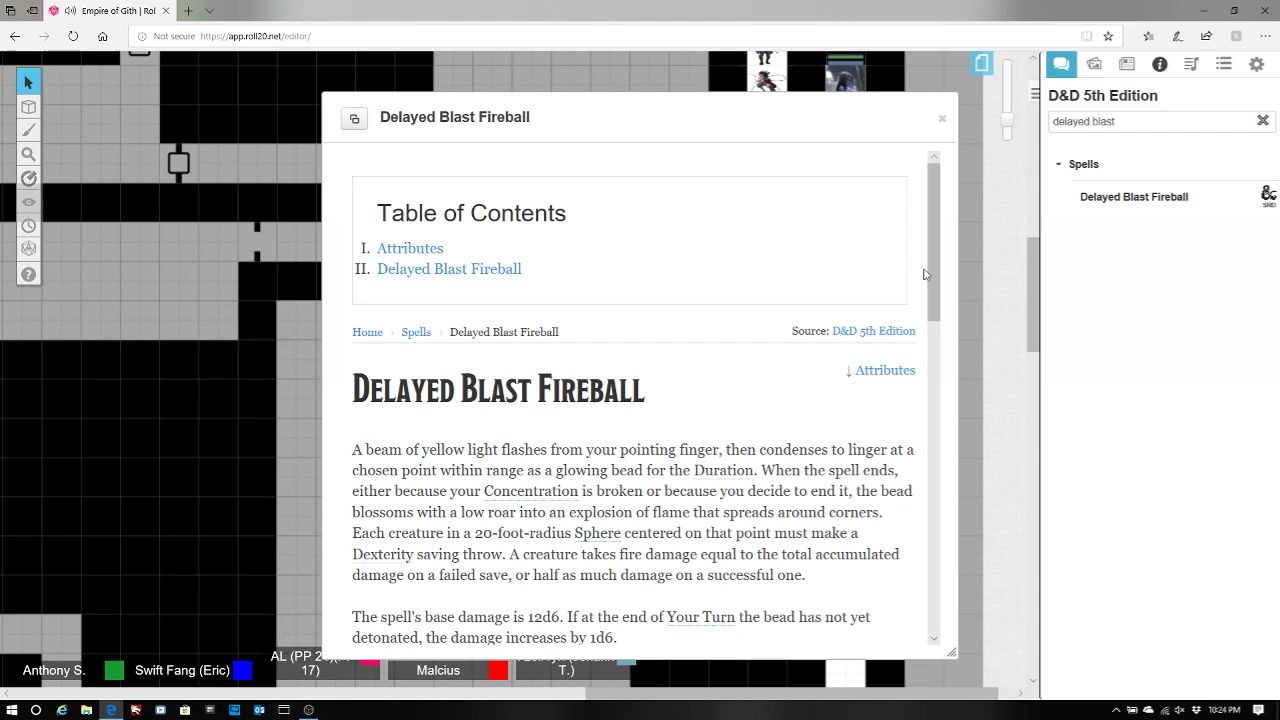 Empire of Gith | Rol
Not secure https://app.roll20.net/editor/
Delayed Blast Fireball
Table of Contents
I. Attributes
II. Delayed Blast Fireball
Home › Spells › Delayed Blast Fireball
Source: D&D 5th Edition
↓ Attributes
Delayed Blast Fireball
A beam of yellow light flashes from your pointing finger, then condenses to linger at a
chosen point within range as a glowing bead for the Duration. When the spell ends,
either because your Concentration is broken or because you decide to end it, the bead
blossoms with a low roar into an explosion of flame that spreads around corners.
Each creature in a 20-foot-radius Sphere centered on that point must make a
Dexterity saving throw. A creature takes fire damage equal to the total accumulated
damage on a failed save, or half as much damage on a successful one.
The spell's base damage is 12d6. If at the end of Your Turn the bead has not yet
detonated, the damage increases by 1d6.
D&D 5th Edition
delayed blast
- Spells
Delayed Blast Fireball
SRD
Anthony S.
Swift Fang (Eric)
AL (PP 2
17)
Malcius
T.)
10:24 PM